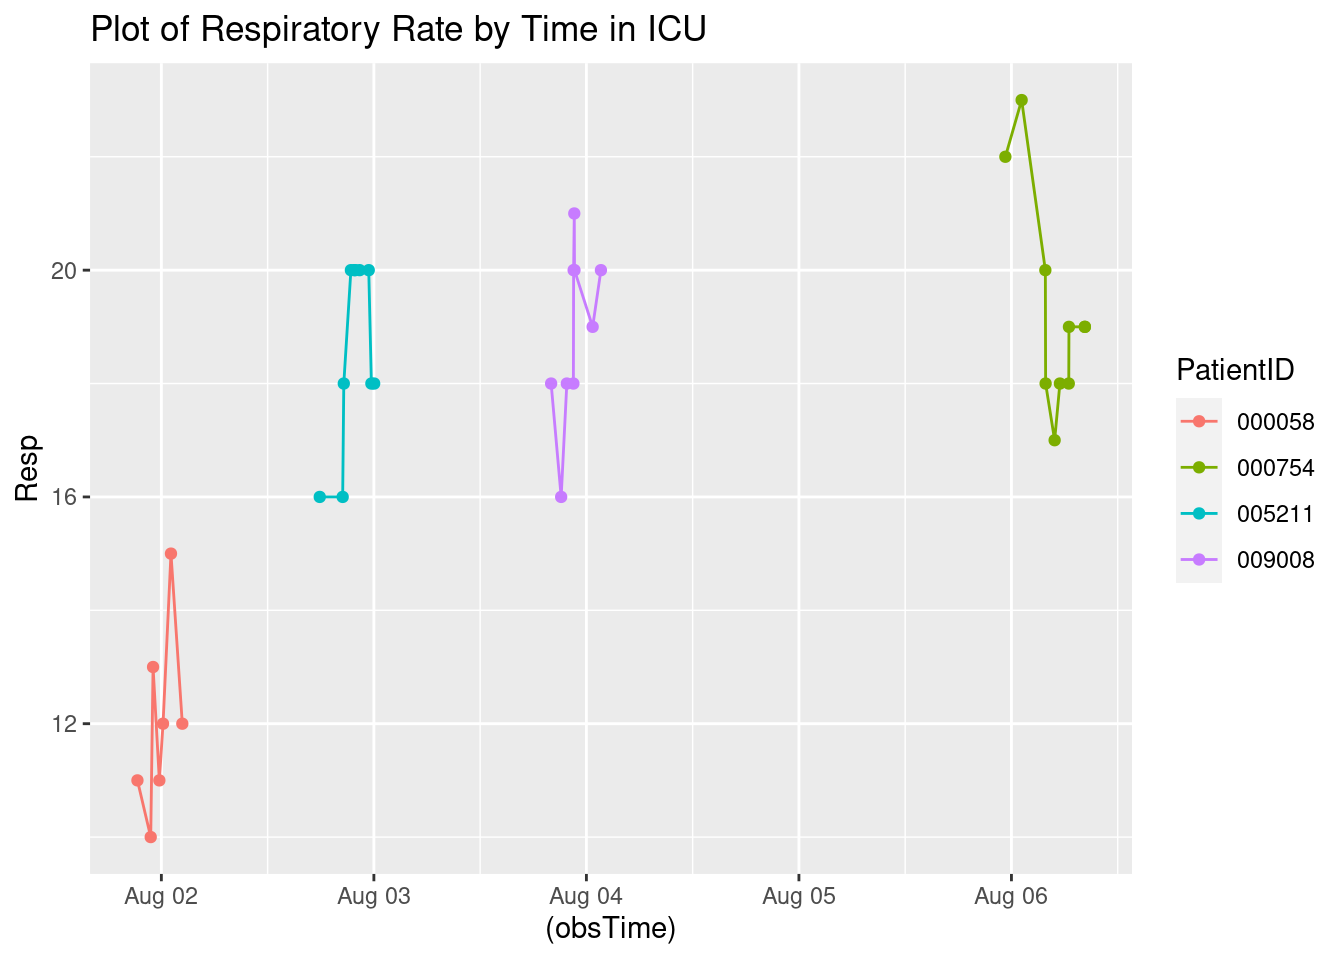 Plot of Respiratory Rate by Time in ICU
Resp
20
16
12
Aug 02 Aug 03 Aug 04 Aug 05 Aug 06
(obsTime)
PatientID
000058
000754
005211
009008